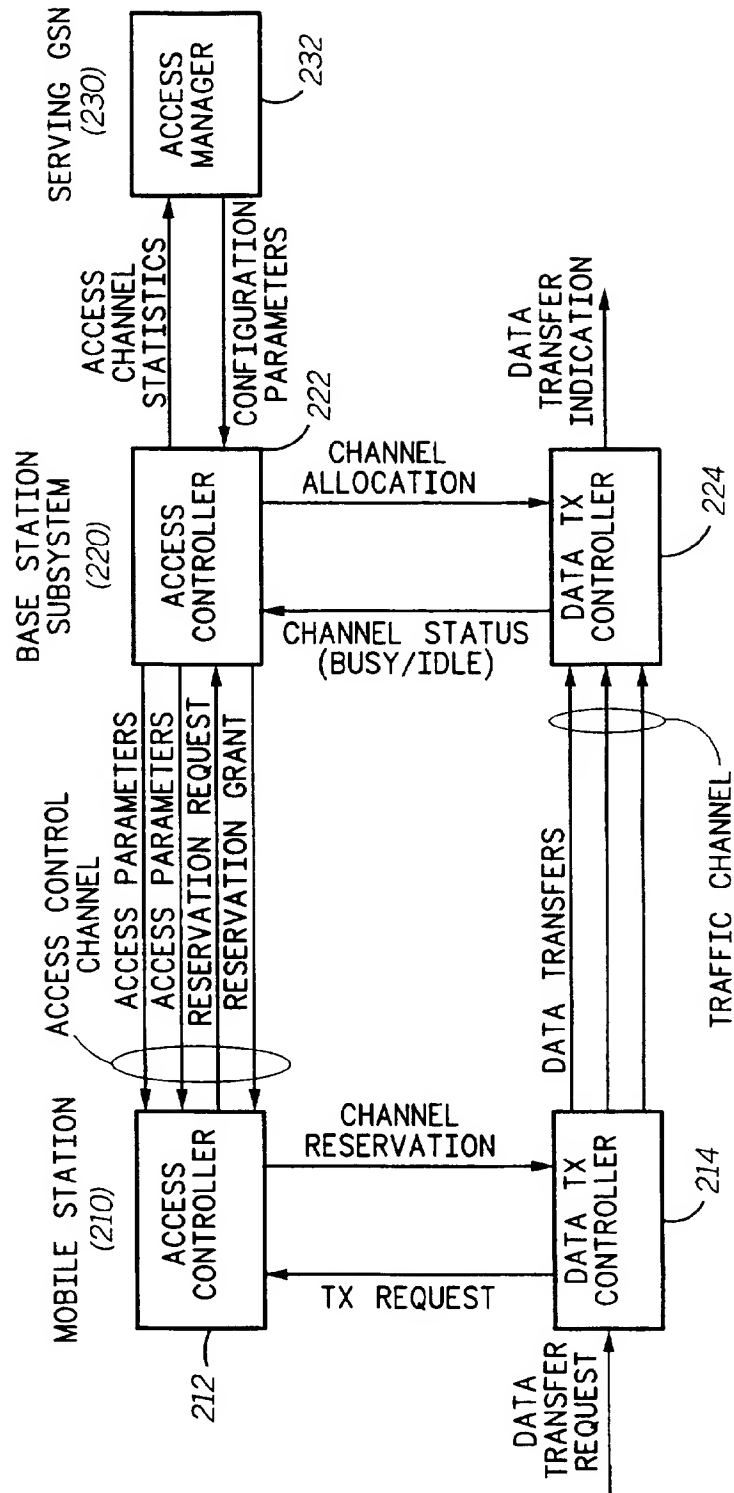 MOBILE STATION
(210)
ACCESS
CONTROLLER
212
ACCESS CONTROL
CHANNEL
ACCESS PARAMETERS
ACCESS PARAMETERS
RESERVATION REQUEST
RESERVATION GRANT
BASE STATION
SUBSYSTEM
(220)
ACCESS
CONTROLLER
222
ACCESS
CHANNEL
STATISTICS
CONFIGURATION
PARAMETERS
SERVING GSN
(230)
ACCESS
MANAGER
232
TX REQUEST
CHANNEL
RESERVATION
CHANNEL STATUS
(BUSY/IDLE)
CHANNEL
ALLOCATION
DATA
TRANSFER
REQUEST
DATA TX
CONTROLLER
214
DATA TRANSFERS
TRAFFIC CHANNEL
DATA TX
CONTROLLER
224
DATA
TRANSFER
INDICATION